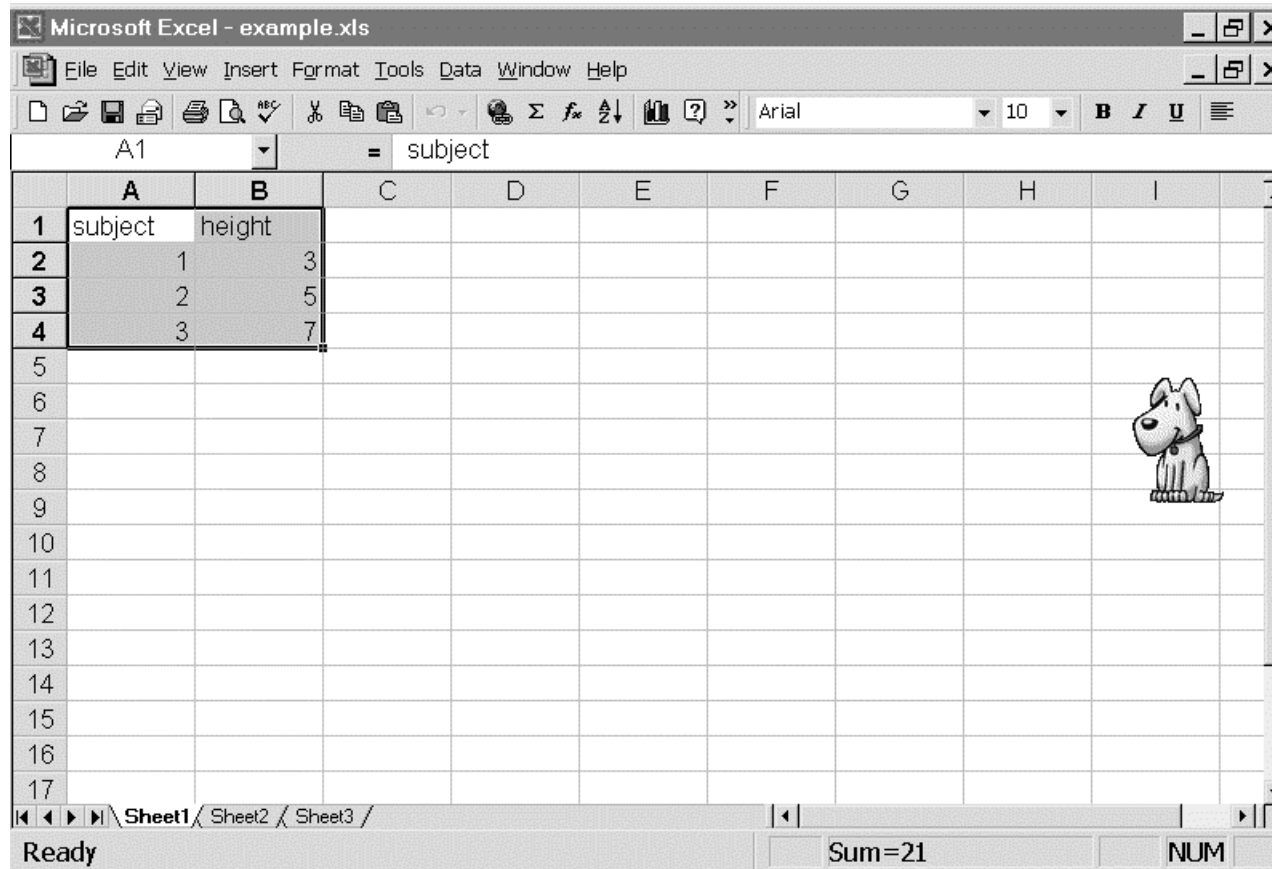 Microsoft Excel - example.xls
File Edit View Insert Format Tools Data Window Help
ABC Σ fx A Z ? » Arial 10 B I U
A1 = subject
A B C D E F G H I
1 subject height
2 1 3
3 2 5
4 3 7
5
6
7
8
9
10
11
12
13
14
15
16
17
Sheet1 Sheet2 Sheet3
Ready Sum=21 NUM